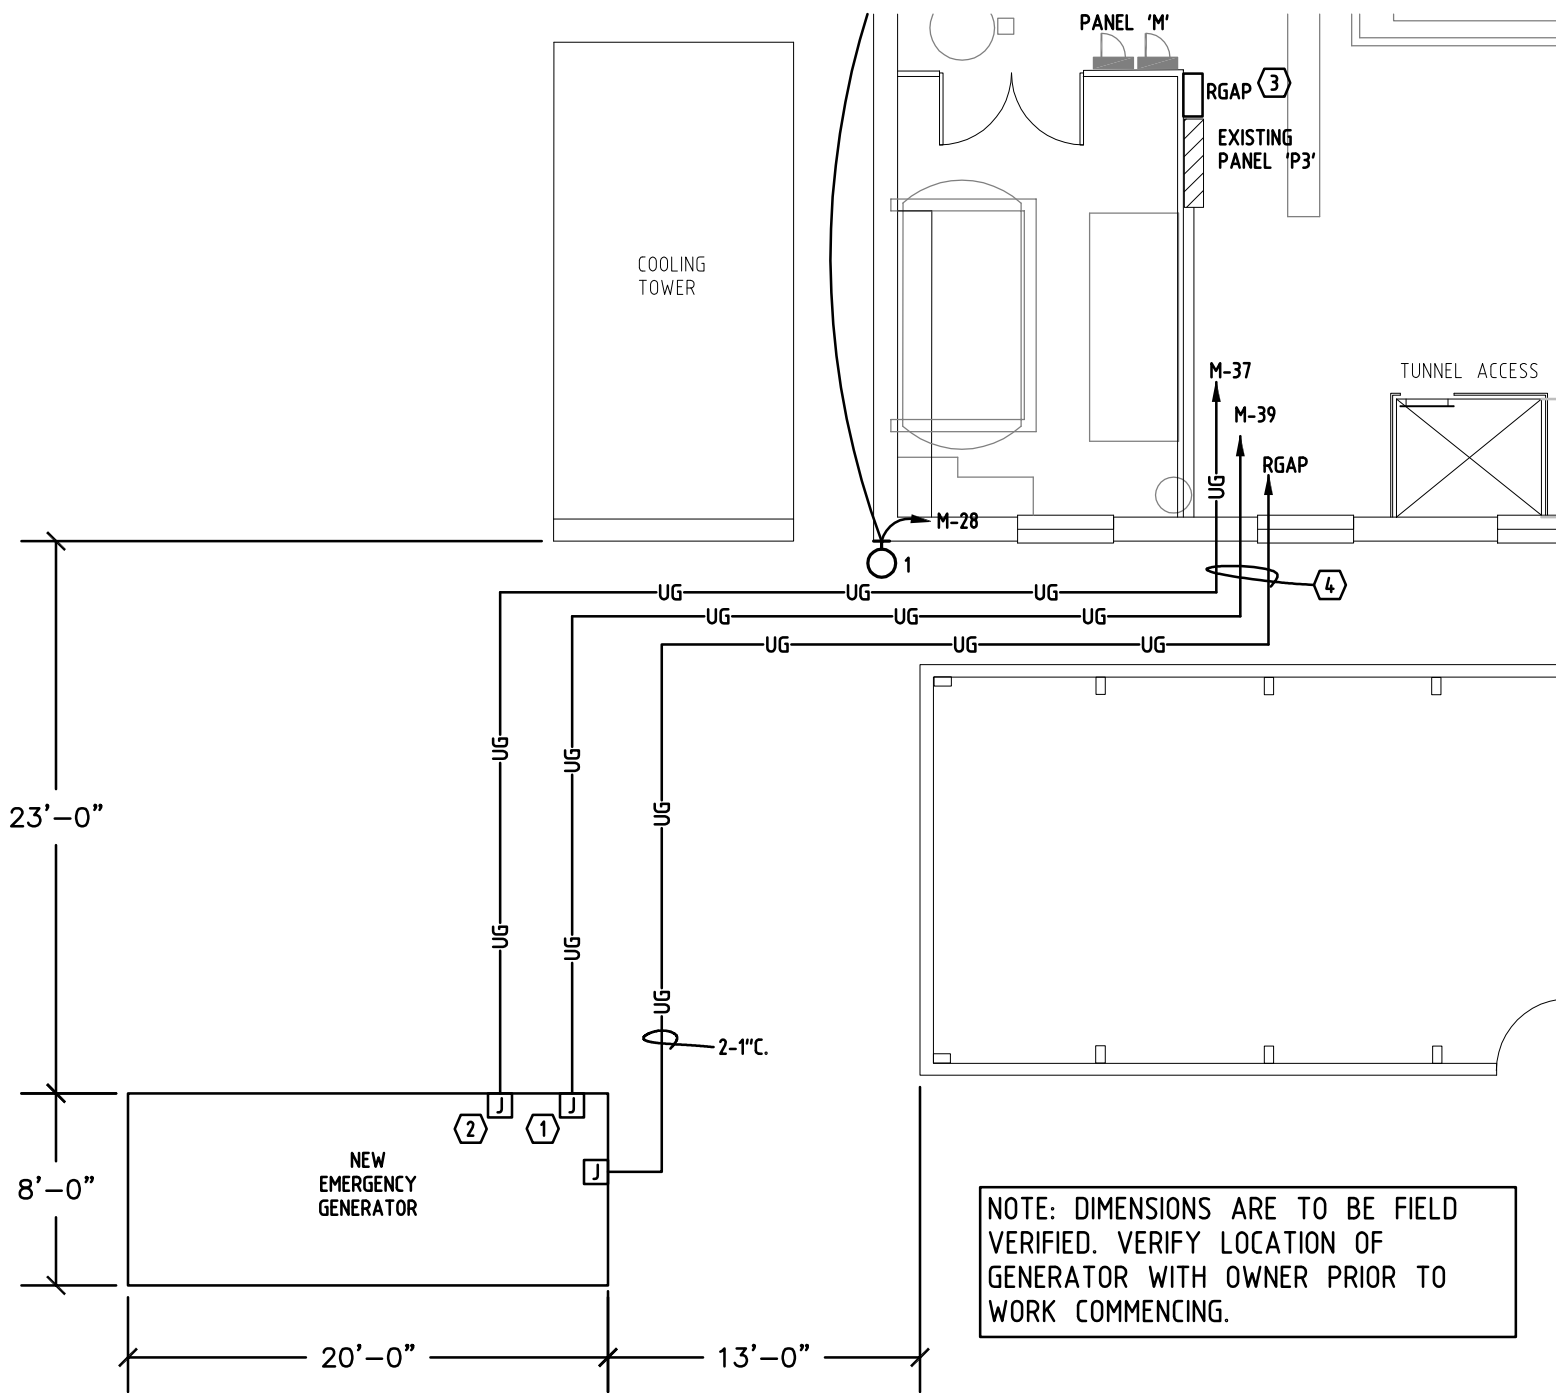 PANEL 'M'
RGAP 3
EXISTING
PANEL 'P3'
COOLING
TOWER
M-37
TUNNEL ACCESS
M-39
RGAP
UG
M-28
1
4
UG UG UG
UG UG UG
UG UG UG
UG
UG
23'-0"
UG
UG
UG
UG
2-1"C.
J J
2 1
J
NEW
EMERGENCY
GENERATOR
8'-0"
NOTE: DIMENSIONS ARE TO BE FIELD
VERIFIED. VERIFY LOCATION OF
GENERATOR WITH OWNER PRIOR TO
WORK COMMENCING.
20'-0" 13'-0"